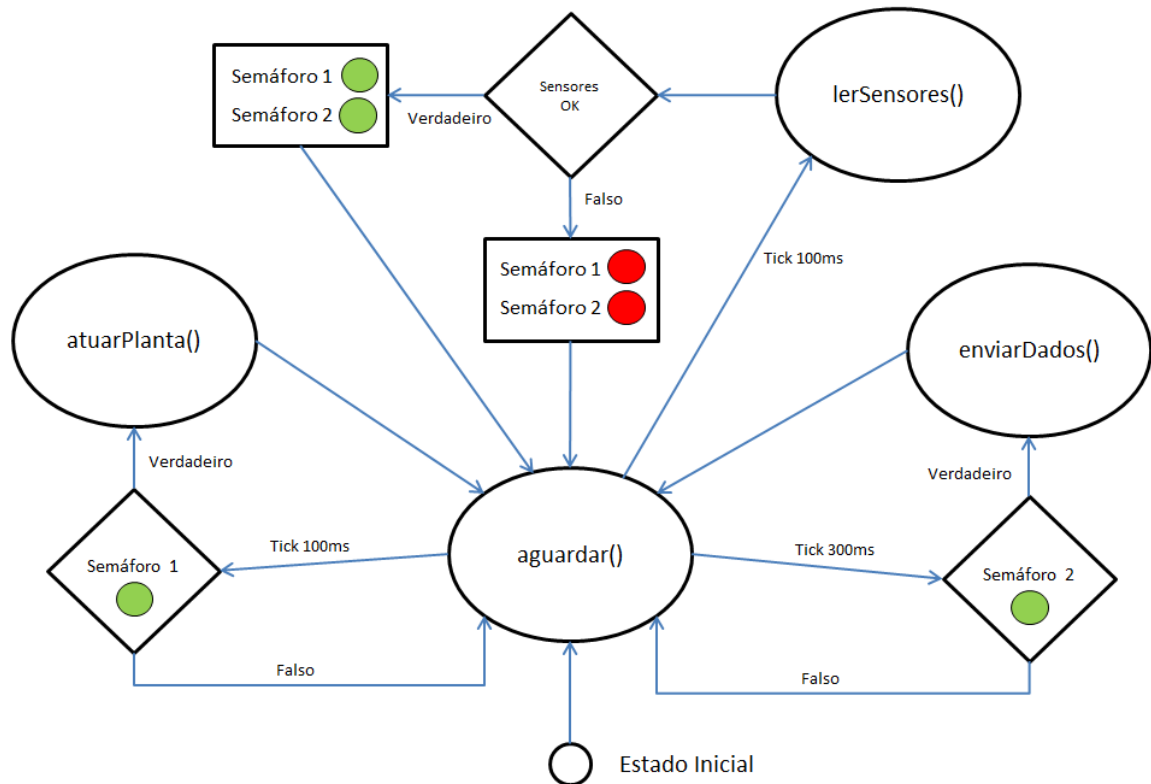 Semáforo 1
Semáforo 2
Verdadeiro
Sensores
OK
lerSensores()
Falso
Semáforo 1
Semáforo 2
Tick 100ms
atuarPlanta()
enviarDados()
Verdadeiro
Verdadeiro
Tick 100ms
aguardar()
Tick 300ms
Semáforo 1
Semáforo 2
Falso
Falso
Estado Inicial